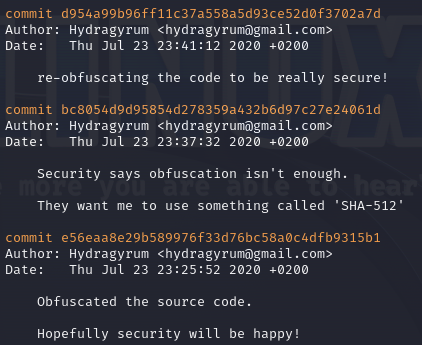 commit d954a99b96ff11c37a558a5d93ce52d0f3702a7d
Author: Hydragyrum <hydragyrum@gmail.com>
Date:   Thu Jul 23 23:41:12 2020 +0200
re-obfuscating the code to be really secure!
commit bc8054d9d95854d278359a432b6d97c27e24061d
Author: Hydragyrum <hydragyrum@gmail.com>
Date:   Thu Jul 23 23:37:32 2020 +0200
Security says obfuscation isn't enough.
They want me to use something called 'SHA-512'
commit e56eaa8e29b589976f33d76bc58a0c4dfb9315b1
Author: Hydragyrum <hydragyrum@gmail.com>
Date:   Thu Jul 23 23:25:52 2020 +0200
Obfuscated the source code.
Hopefully security will be happy!